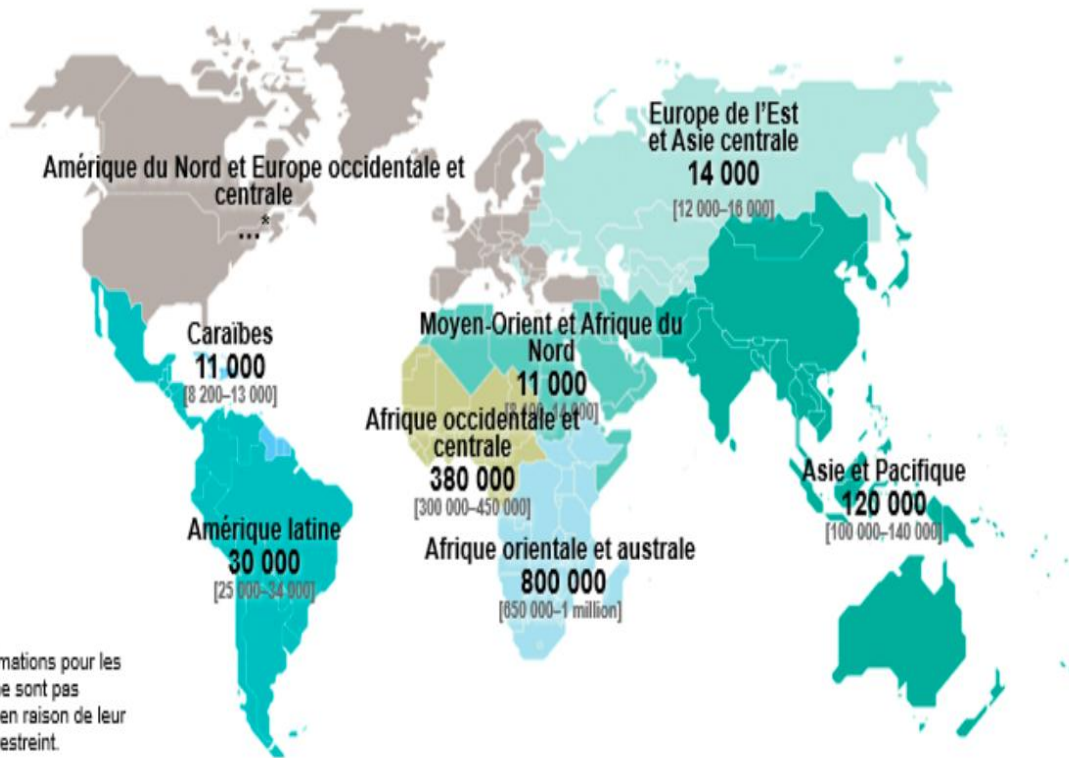 Amérique du Nord et Europe occidentale et
centrale
...*
Europe de l'Est
et Asie centrale
14 000
[12 000–16 000]
Caraïbes
11 000
[8 200–13 000]
Moyen-Orient et Afrique du
Nord
11 000
[8 400–14 000]
Afrique occidentale et
centrale
380 000
[300 000–450 000]
Asie et Pacifique
120 000
[100 000–140 000]
Amérique latine
30 000
[25 000–34 000]
Afrique orientale et australe
800 000
[650 000–1 million]
mations pour les
sont pas
en raison de leur
estreint.